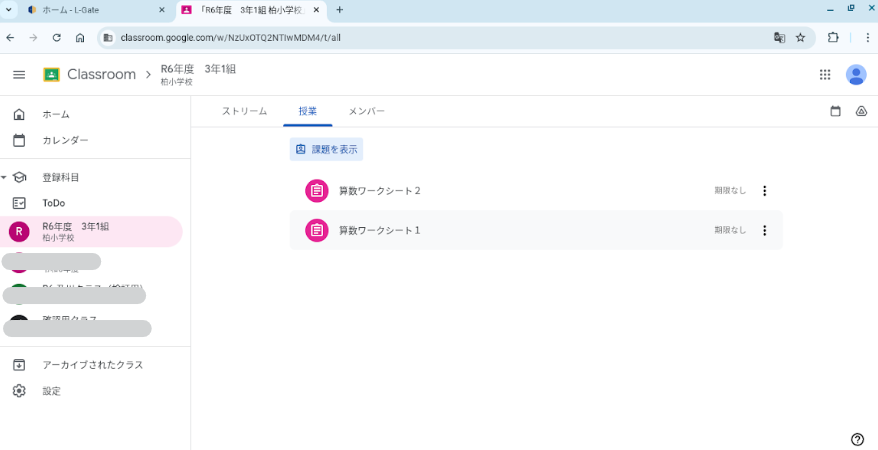 ホーム - L-Gate
「R6年度　3年1組 柏小学校」
classroom.google.com/w/NzUxOTQ2NTIwMDM4/t/all
Classroom
R6年度　3年1組
柏小学校
ホーム
カレンダー
登録科目
ToDo
R
R6年度　3年1組
柏小学校
アーカイブされたクラス
設定
ストリーム
授業
メンバー
課題を表示
算数ワークシート２
期限なし
算数ワークシート１
期限なし